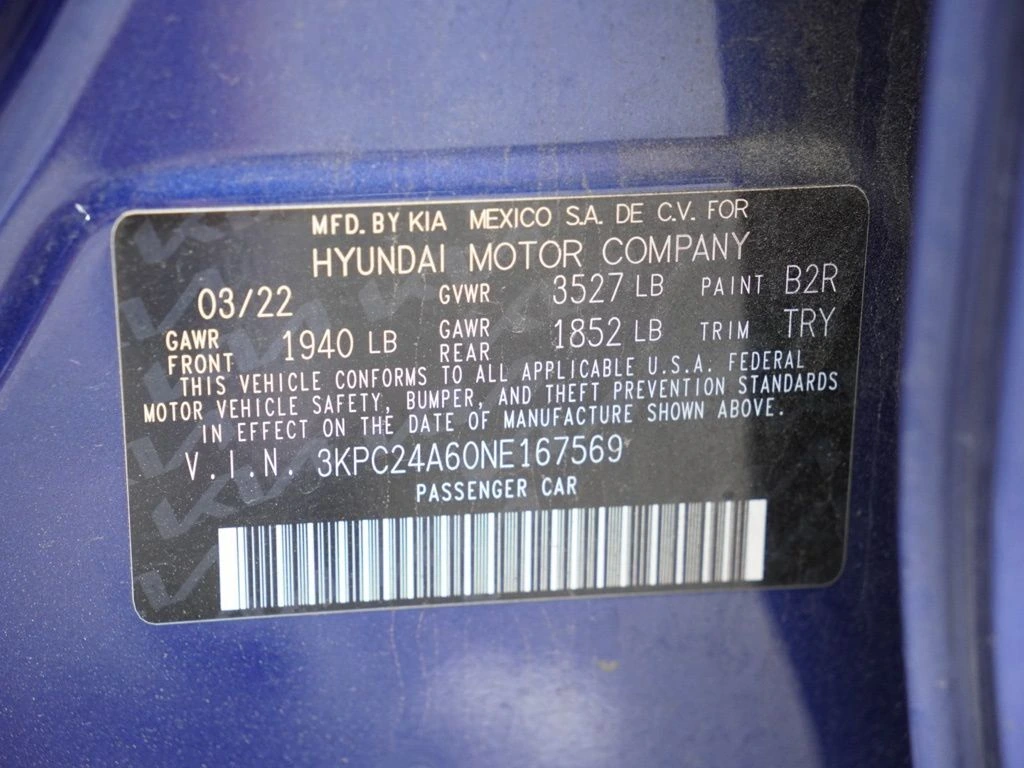 MFD. BY KIA MEXICO S.A. DE C.V. FOR
HYUNDAI MOTOR COMPANY
03/22 GVWR 3527 LB PAINT B2R
GAWR FRONT 1940 LB GAWR REAR 1852 LB TRIM TRY
THIS VEHICLE CONFORMS TO ALL APPLICABLE U.S.A. FEDERAL
MOTOR VEHICLE SAFETY, BUMPER, AND THEFT PREVENTION STANDARDS
IN EFFECT ON THE DATE OF MANUFACTURE SHOWN ABOVE.
V.I.N. 3KPC24A60NE167569
PASSENGER CAR